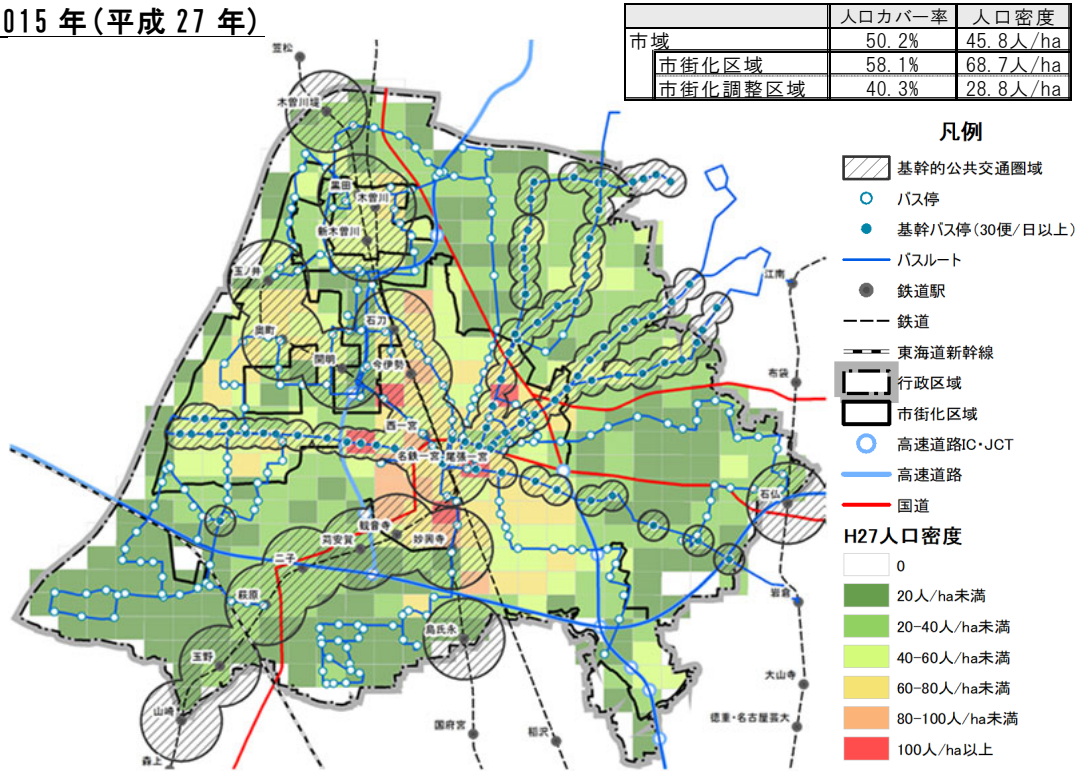 015 年(平成 27 年)
人口カバー率 人口密度
市域 50.2% 45.8人/ha
市街化区域 58.1% 68.7人/ha
市街化調整区域 40.3% 28.8人/ha
凡例
基幹的公共交通圏域
バス停
基幹バス停(30便/日以上)
バスルート
鉄道駅
鉄道
東海道新幹線
行政区域
市街化区域
高速道路IC・JCT
高速道路
国道
H27人口密度
0
20人/ha未満
20-40人/ha未満
40-60人/ha未満
60-80人/ha未満
80-100人/ha未満
100人/ha以上
笠松
木曽川堤
黒田
木曽川
新木曽川
玉ノ井
江南
石刀
奥町
開明
今伊勢
布袋
西一宮
名鉄一宮
尾張一宮
石仏
観音寺
苅安賀
妙興寺
二子
萩原
岩倉
島氏永
玉野
大山寺
山崎
国府宮
稲沢
徳重・名古屋芸大
森上